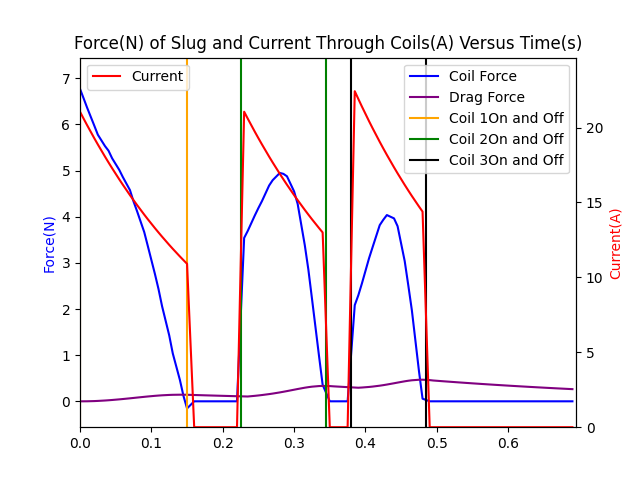 Force(N) of Slug and Current Through Coils(A) Versus Time(s)
Current
Coil Force
Drag Force
Coil 1On and Off
Coil 2On and Off
Coil 3On and Off
Force(N)
7
6
5
4
3
2
1
0
Current(A)
20
15
10
5
0
0.0 0.1 0.2 0.3 0.4 0.5 0.6